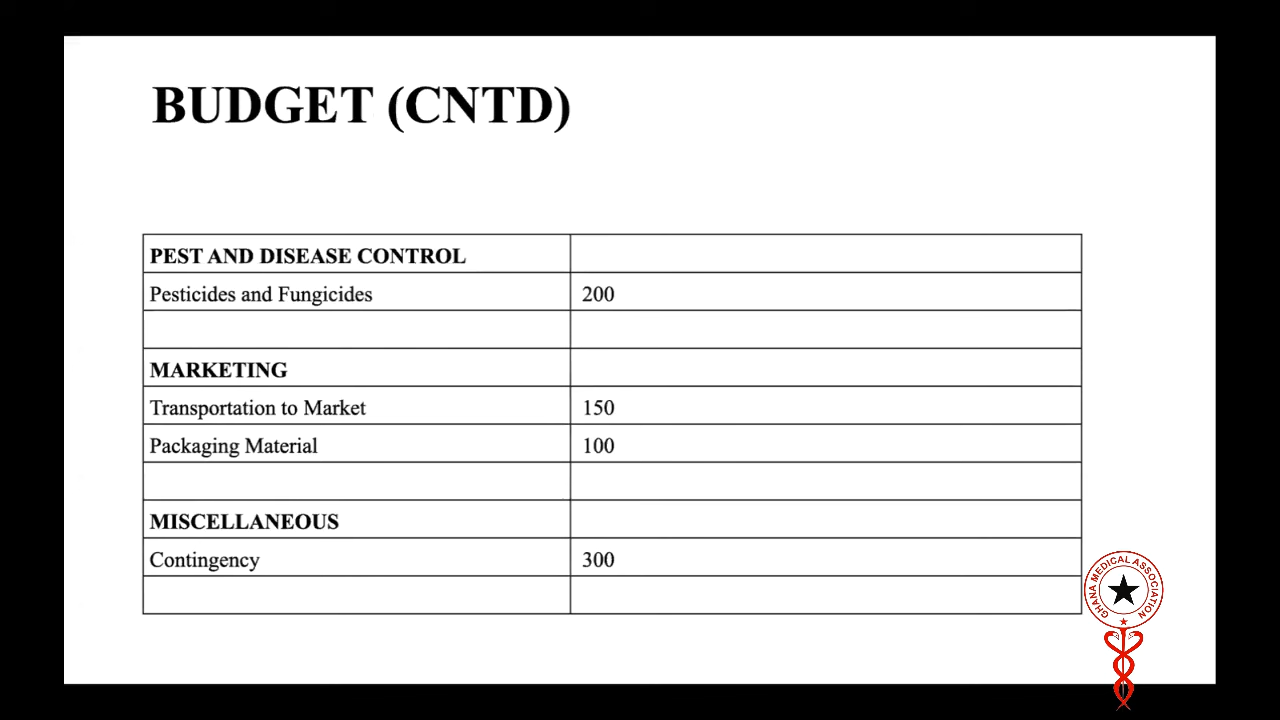 BUDGET (CNTD)
PEST AND DISEASE CONTROL
Pesticides and Fungicides 200
MARKETING
Transportation to Market 150
Packaging Material 100
MISCELLANEOUS
Contingency 300
GHANA MEDICAL ASSOCIATION